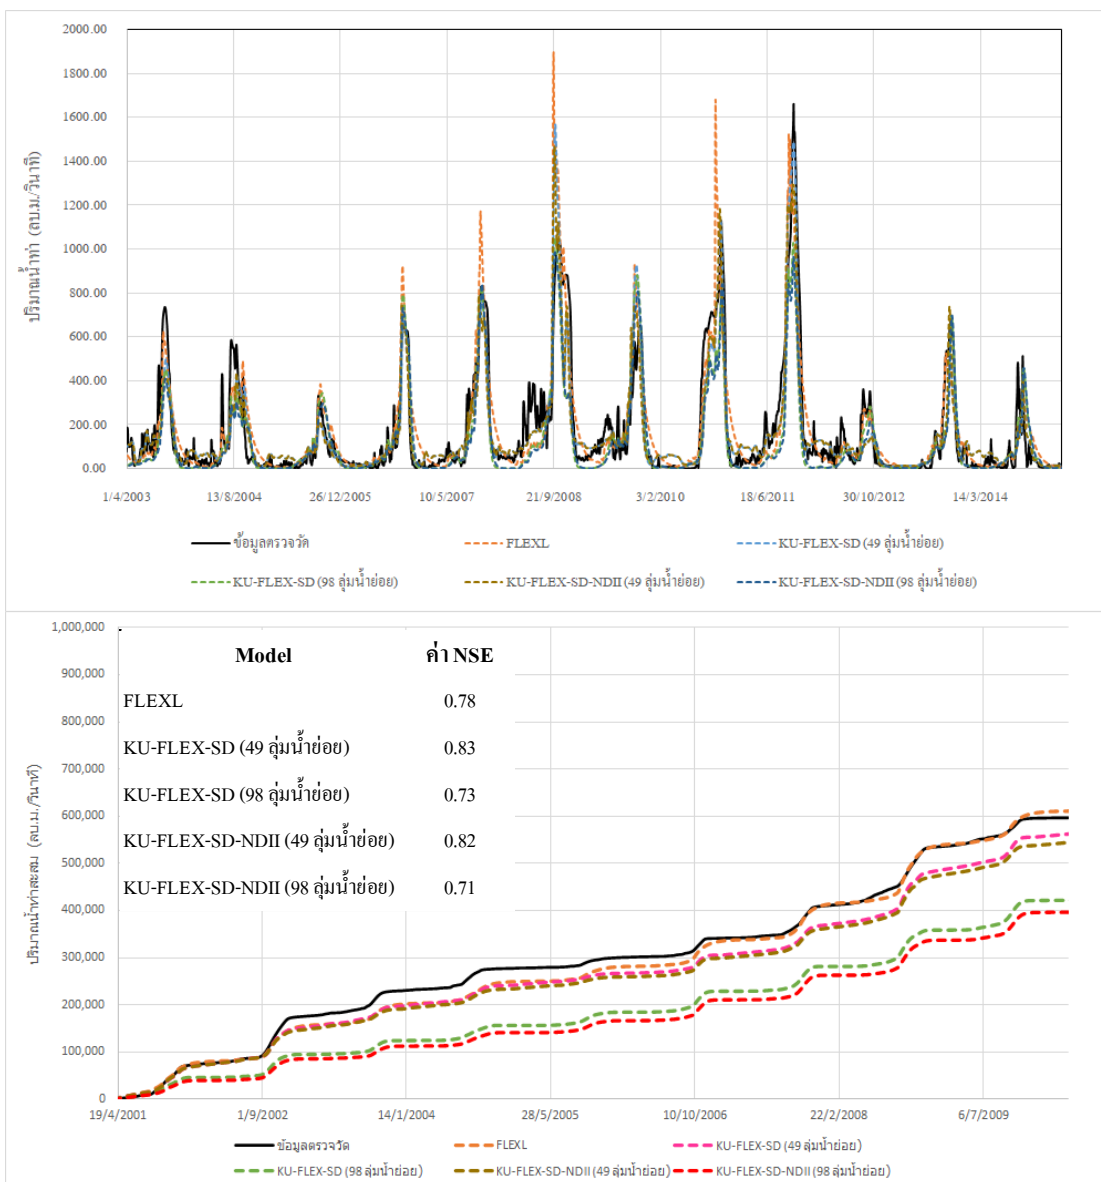 2000.00
1800.00
1600.00
1400.00
1200.00
1000.00
800.00
600.00
400.00
200.00
0.00
ปริมาณน้ำท่า (ลบ.ม./วินาที)
1/4/2003 13/8/2004 26/12/2005 10/5/2007 21/9/2008 3/2/2010 18/6/2011 30/10/2012 14/3/2014
ข้อมูลตรวจวัด FLEXL KU-FLEX-SD (49 ลุ่มน้ำย่อย)
KU-FLEX-SD (98 ลุ่มน้ำย่อย) KU-FLEX-SD-NDII (49 ลุ่มน้ำย่อย) KU-FLEX-SD-NDII (98 ลุ่มน้ำย่อย)
1,000,000
900,000
800,000
700,000
600,000
500,000
400,000
300,000
200,000
100,000
0
ปริมาณน้ำท่าสะสม (ลบ.ม./วินาที)
Model ค่า NSE
FLEXL 0.78
KU-FLEX-SD (49 ลุ่มน้ำย่อย) 0.83
KU-FLEX-SD (98 ลุ่มน้ำย่อย) 0.73
KU-FLEX-SD-NDII (49 ลุ่มน้ำย่อย) 0.82
KU-FLEX-SD-NDII (98 ลุ่มน้ำย่อย) 0.71
19/4/2001 1/9/2002 14/1/2004 28/5/2005 10/10/2006 22/2/2008 6/7/2009
ข้อมูลตรวจวัด FLEXL KU-FLEX-SD (49 ลุ่มน้ำย่อย)
KU-FLEX-SD (98 ลุ่มน้ำย่อย) KU-FLEX-SD-NDII (49 ลุ่มน้ำย่อย) KU-FLEX-SD-NDII (98 ลุ่มน้ำย่อย)